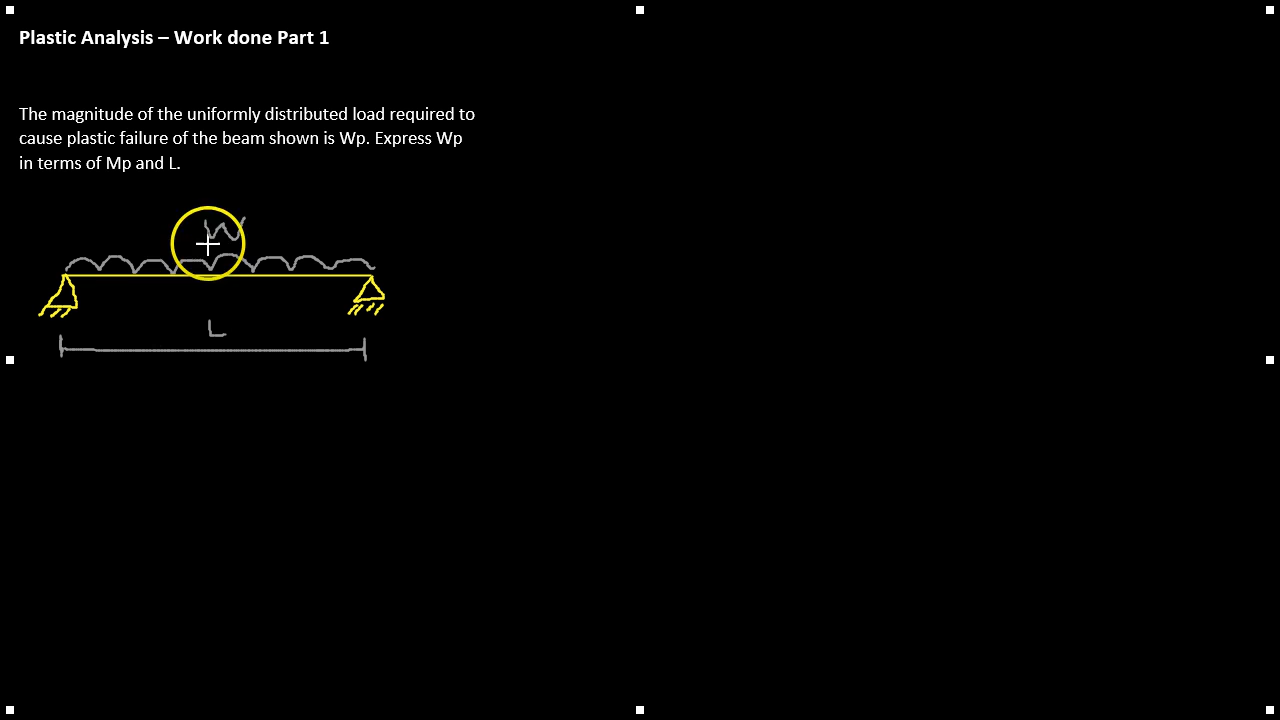 Plastic Analysis – Work done Part 1
The magnitude of the uniformly distributed load required to
cause plastic failure of the beam shown is Wp. Express Wp
in terms of Mp and L.
W
L